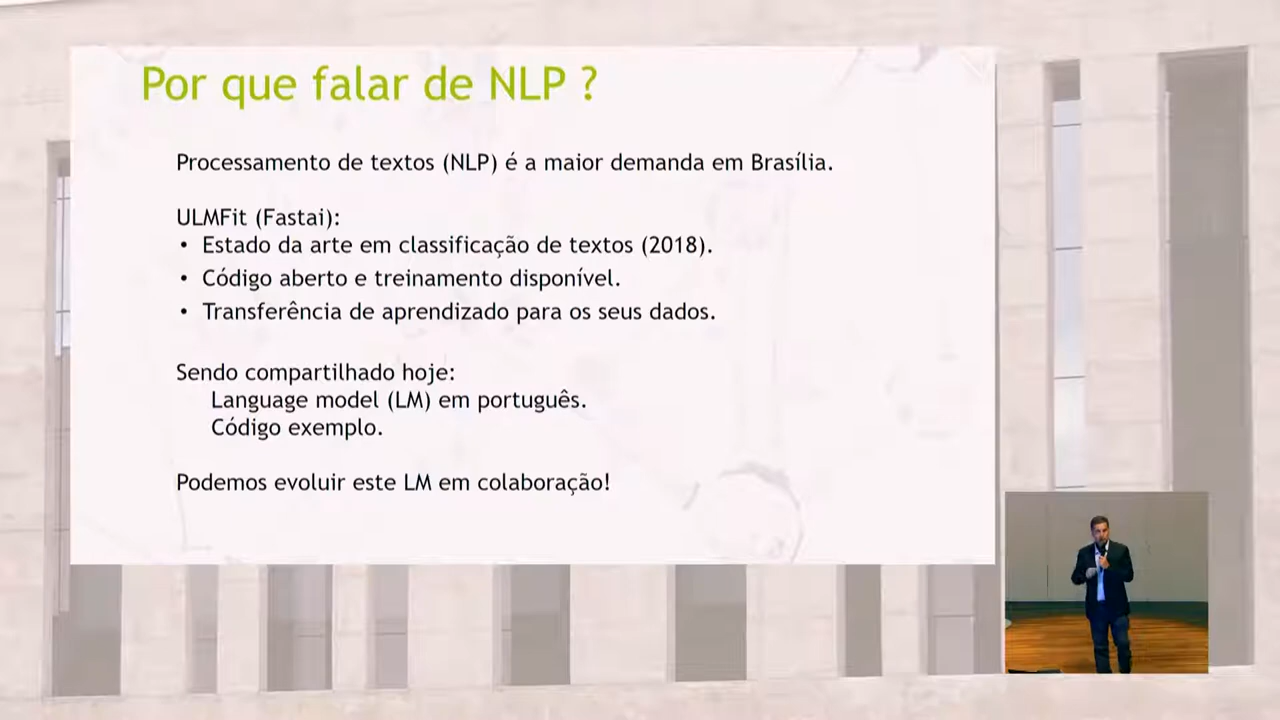 Por que falar de NLP ?
Processamento de textos (NLP) é a maior demanda em Brasília.
ULMFit (Fastai):
• Estado da arte em classificação de textos (2018).
• Código aberto e treinamento disponível.
• Transferência de aprendizado para os seus dados.
Sendo compartilhado hoje:
Language model (LM) em português.
Código exemplo.
Podemos evoluir este LM em colaboração!